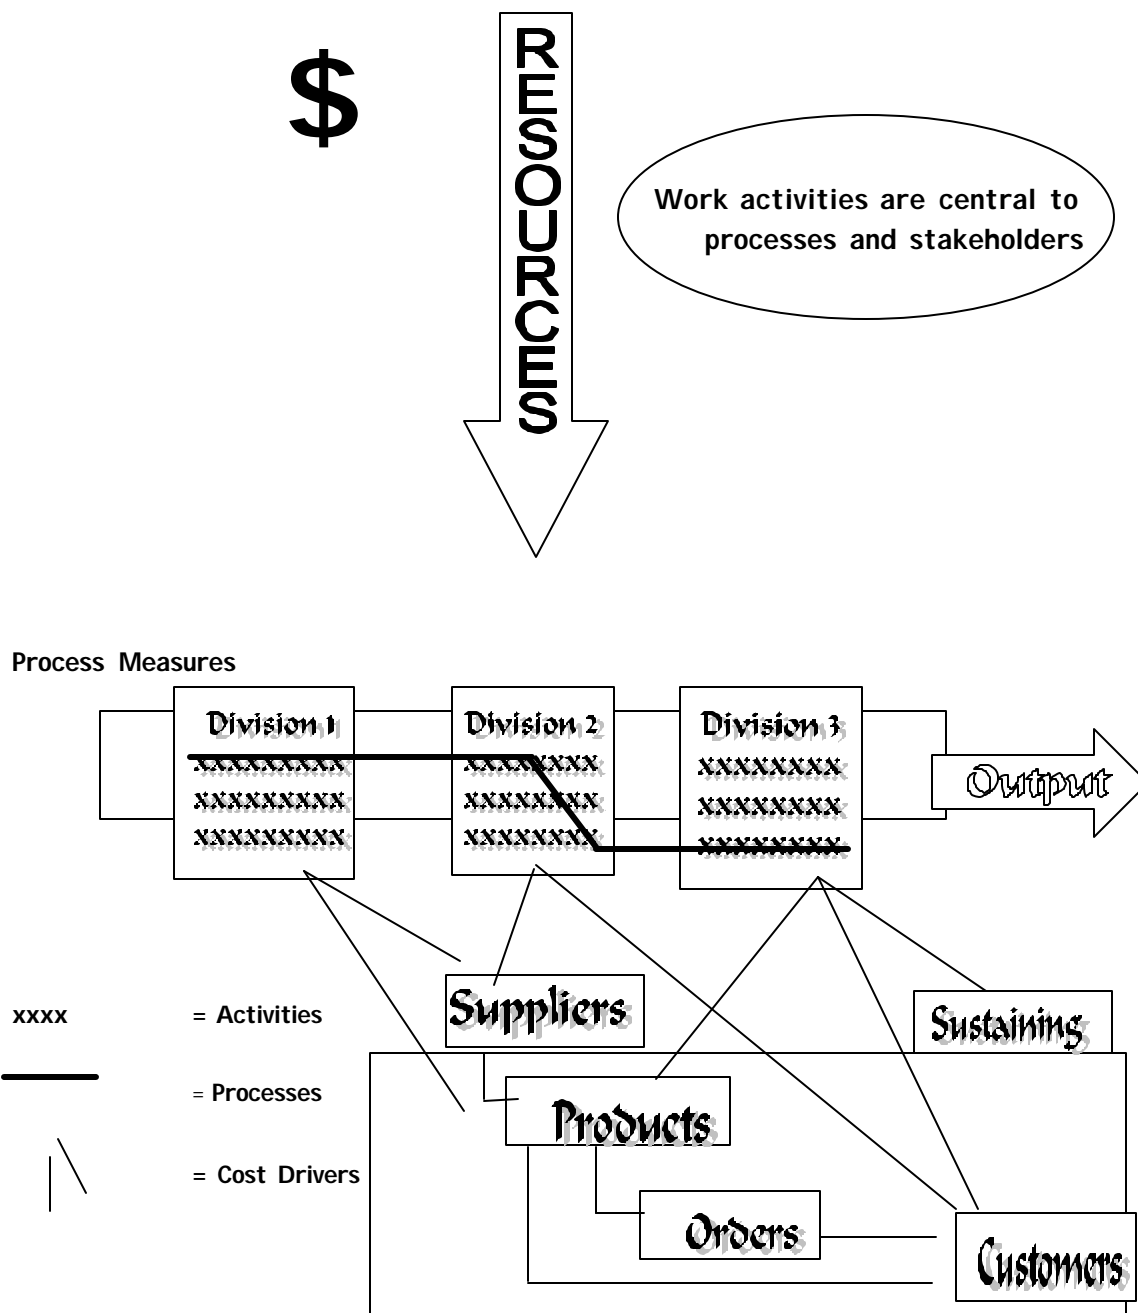 $
RESOURCES
Work activities are central to
processes and stakeholders
Process Measures
Division 1
xxxxxxxxx
xxxxxxxxx
xxxxxxxxx
Division 2
xxxxxxxx
xxxxxxxx
xxxxxxxx
Division 3
xxxxxxxx
xxxxxxxx
xxxxxxxx
Output
Suppliers
Sustaining
xxxx = Activities
= Processes
Products
= Cost Drivers
Orders
Customers